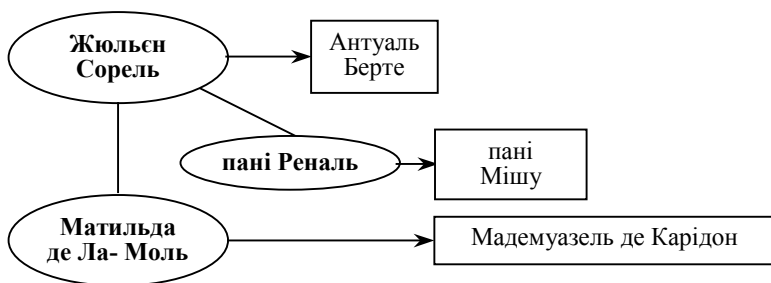 Жюльєн
Сорель
Антуаль
Берте
пані Реналь
пані
Мішу
Матильда
де Ла- Моль
Мадемуазель де Карідон